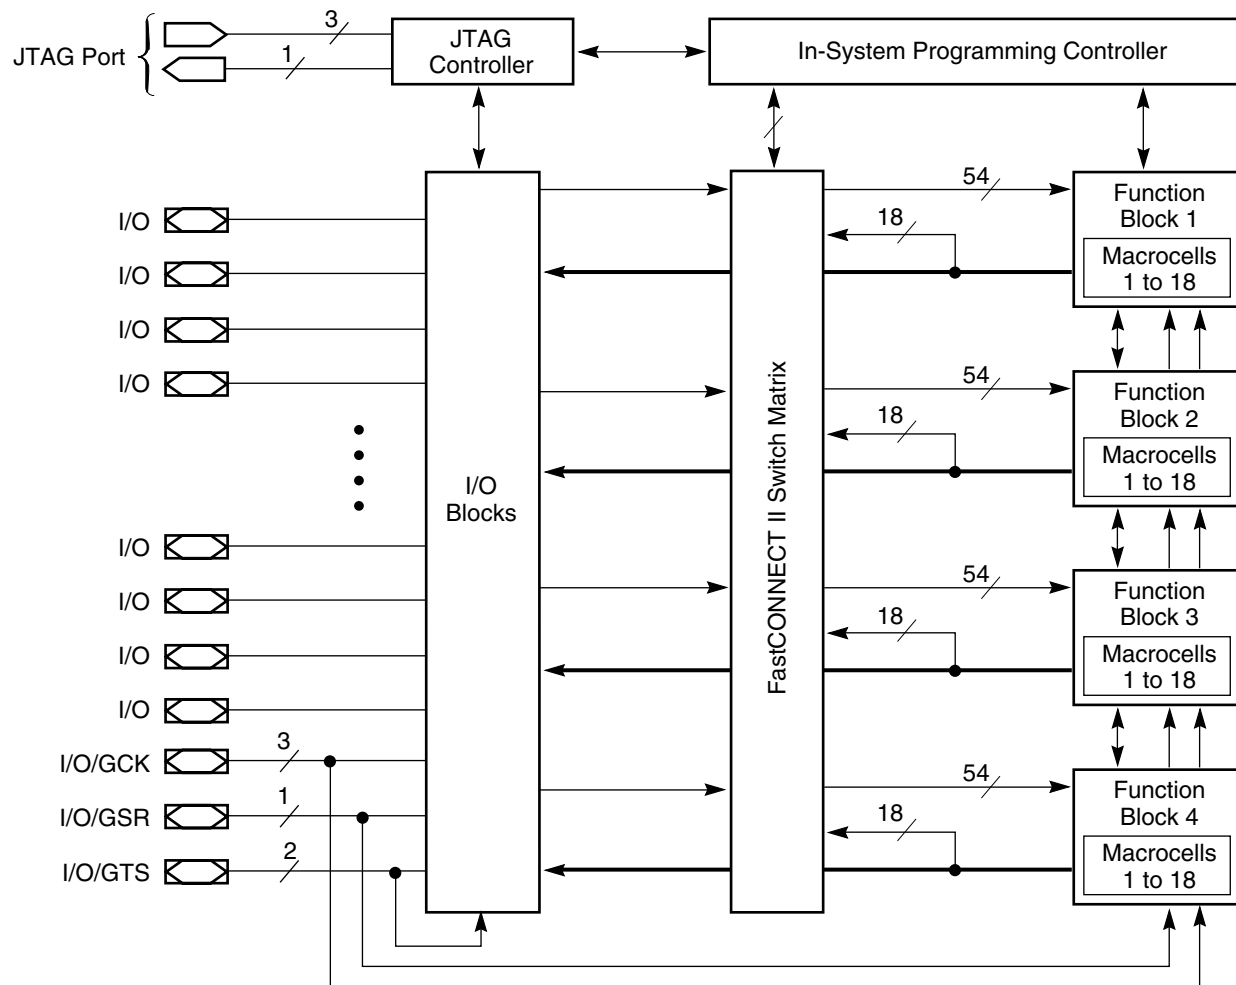 JTAG Port
3
1
JTAG
Controller
In-System Programming Controller
I/O
I/O
I/O
I/O
I/O
I/O
I/O
I/O
I/O/GCK
3
I/O/GSR
1
I/O/GTS
2
I/O
Blocks
FastCONNECT II Switch Matrix
54
18
Function
Block 1
Macrocells
1 to 18
54
18
Function
Block 2
Macrocells
1 to 18
54
18
Function
Block 3
Macrocells
1 to 18
54
18
Function
Block 4
Macrocells
1 to 18